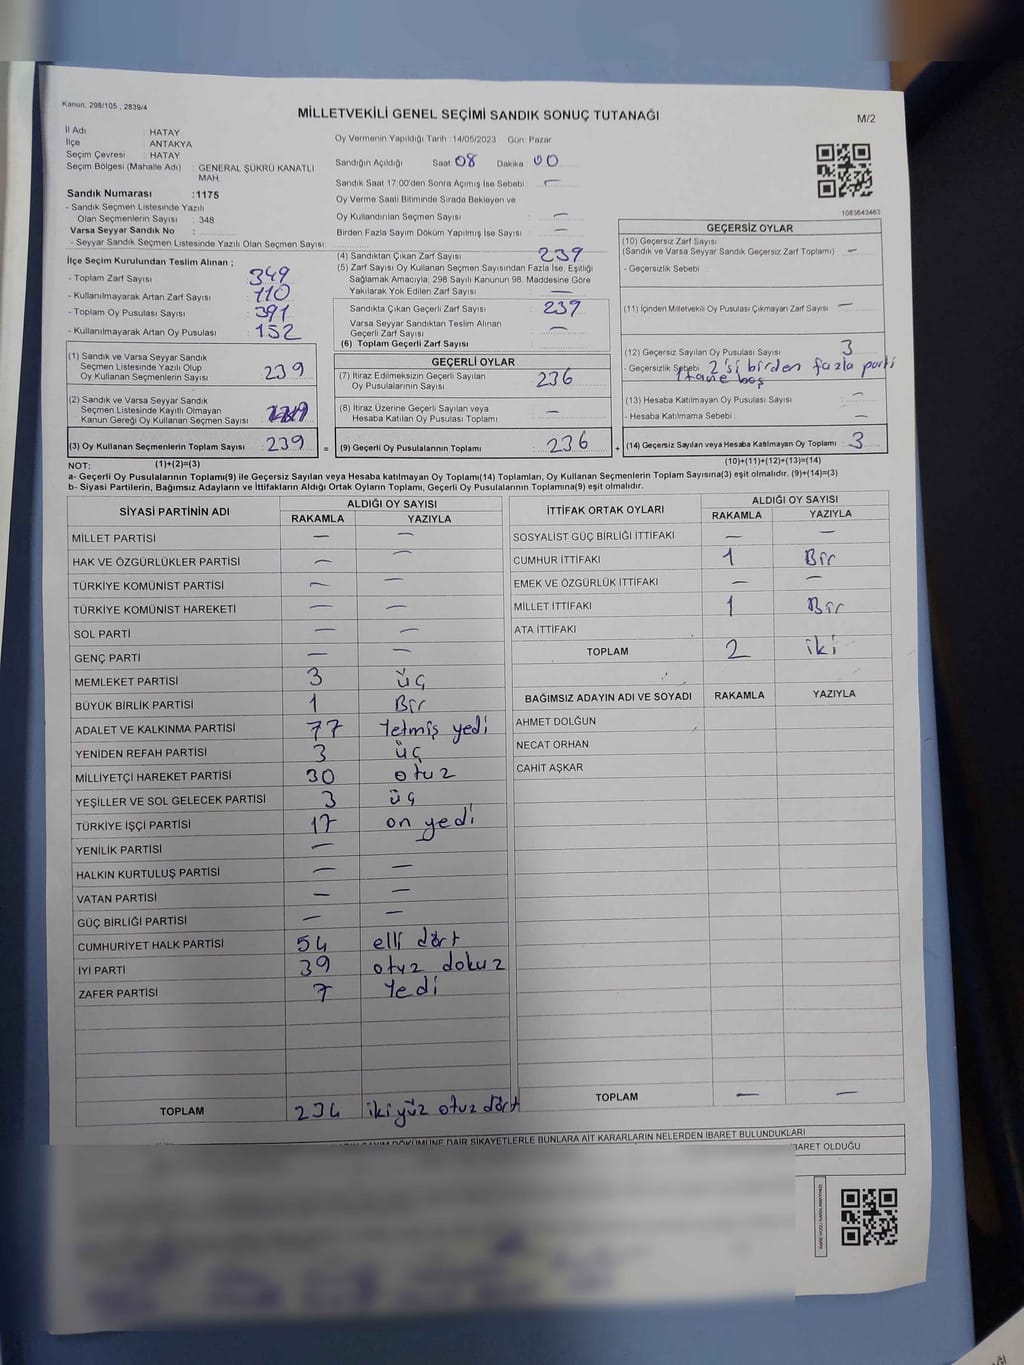 Kanun: 298/105 , 2839/4
MİLLETVEKİLİ GENEL SEÇİMİ SANDIK SONUÇ TUTANAĞI
M/2
İl Adı HATAY
İlçe ANTAKYA
Seçim Çevresi HATAY
Seçim Bölgesi (Mahalle Adı) : GENERAL ŞÜKRÜ KANATLI
MAH.
Sandık Numarası :1175
- Sandık Seçmen Listesinde Yazılı
Olan Seçmenlerin Sayısı : 348
Varsa Seyyar Sandık No :
- Seyyar Sandık Seçmen Listesinde Yazılı Olan Seçmen Sayısı:
İlçe Seçim Kurulundan Teslim Alınan ;
- Toplam Zarf Sayısı : 349
- Kullanılmayarak Artan Zarf Sayısı : 110
- Toplam Oy Pusulası Sayısı : 391
- Kullanılmayarak Artan Oy Pusulası : 152
(1) Sandık ve Varsa Seyyar Sandık
Seçmen Listesinde Yazılı Olup
Oy Kullanan Seçmenlerin Sayısı : 239
(2) Sandık ve Varsa Seyyar Sandık
Seçmen Listesinde Kayıtlı Olmayan
Kanun Gereği Oy Kullanan Seçmen Sayısı :
(3) Oy Kullanan Seçmenlerin Toplam Sayısı : 239 =
Oy Vermenin Yapıldığı Tarih : 14/05/2023 Gün: Pazar
Sandığın Açıldığı Saat: 08 Dakika: 00
Sandık Saat 17:00'den Sonra Açımış İse Sebebi : —
Oy Verme Saati Bitiminde Sırada Bekleyen ve
Oy Kullandırılan Seçmen Sayısı : —
Birden Fazla Sayım Döküm Yapılmış İse Sayısı : —
(4) Sandıktan Çıkan Zarf Sayısı : 239
(5) Zarf Sayısı Oy Kullanan Seçmen Sayısından Fazla İse, Eşitliği
Sağlamak Amacıyla; 298 Sayılı Kanunun 98. Maddesine Göre
Yakılarak Yok Edilen Zarf Sayısı : —
Sandıkta Çıkan Geçerli Zarf Sayısı : 239
Varsa Seyyar Sandıktan Teslim Alınan
Geçerli Zarf Sayısı : —
(6) Toplam Geçerli Zarf Sayısı :
GEÇERLİ OYLAR
(7) İtiraz Edilmeksizin Geçerli Sayılan
Oy Pusulalarının Sayısı : 236
(8) İtiraz Üzerine Geçerli Sayılan veya
Hesaba Katılan Oy Pusulaları Toplamı : —
(9) Geçerli Oy Pusulalarının Toplamı : 236 +
1083643463
GEÇERSİZ OYLAR
(10) Geçersiz Zarf Sayısı
(Sandık ve Varsa Seyyar Sandık Geçersiz Zarf Toplamı) : —
- Geçersizlik Sebebi :
(11) İçinden Milletvekili Oy Pusulası Çıkmayan Zarf Sayısı : —
(12) Geçersiz Sayılan Oy Pusulası Sayısı : 3
- Geçersizlik Sebebi : 2'si birden fazla parti
1 tane boş
(13) Hesaba Katılmayan Oy Pusulası Sayısı : —
- Hesaba Katılmama Sebebi : —
(14) Geçersiz Sayılan veya Hesaba Katılmayan Oy Toplamı : 3
NOT: (1)+(2)=(3)
(10)+(11)+(12)+(13)=(14)
a- Geçerli Oy Pusulalarının Toplamı(9) ile Geçersiz Sayılan veya Hesaba katılmayan Oy Toplamı(14) Toplamları, Oy Kullanan Seçmenlerin Toplam Sayısına(3) eşit olmalıdır. (9)+(14)=(3)
b- Siyasi Partilerin, Bağımsız Adayların ve İttifakların Aldığı Ortak Oyların Toplamı, Geçerli Oy Pusulalarının Toplamına(9) eşit olmalıdır.
SİYASİ PARTİNİN ADI ALDIĞI OY SAYISI
RAKAMLA YAZIYLA
MİLLET PARTİSİ — —
HAK VE ÖZGÜRLÜKLER PARTİSİ — —
TÜRKİYE KOMÜNİST PARTİSİ — —
TÜRKİYE KOMÜNİST HAREKETİ — —
SOL PARTİ — —
GENÇ PARTİ — —
MEMLEKET PARTİSİ 3 üç
BÜYÜK BİRLİK PARTİSİ 1 Bir
ADALET VE KALKINMA PARTİSİ 77 Yetmiş yedi
YENİDEN REFAH PARTİSİ 3 üç
MİLLİYETÇİ HAREKET PARTİSİ 30 otuz
YEŞİLLER VE SOL GELECEK PARTİSİ 3 üç
TÜRKİYE İŞÇİ PARTİSİ 17 on yedi
YENİLİK PARTİSİ — —
HALKIN KURTULUŞ PARTİSİ — —
VATAN PARTİSİ — —
GÜÇ BİRLİĞİ PARTİSİ — —
CUMHURİYET HALK PARTİSİ 54 elli dört
İYİ PARTİ 39 otuz dokuz
ZAFER PARTİSİ 7 Yedi
TOPLAM 234 ikiyüz otuz dört
İTTİFAK ORTAK OYLARI ALDIĞI OY SAYISI
RAKAMLA YAZIYLA
SOSYALİST GÜÇ BİRLİĞİ İTTİFAKI — —
CUMHUR İTTİFAKI 1 Bir
EMEK VE ÖZGÜRLÜK İTTİFAKI — —
MİLLET İTTİFAKI 1 Bir
ATA İTTİFAKI
TOPLAM 2 iki
BAĞIMSIZ ADAYIN ADI VE SOYADI RAKAMLA YAZIYLA
AHMET DOLĞUN
NECAT ORHAN
CAHİT AŞKAR
TOPLAM — —
DÖKÜMÜNE DAİR ŞİKAYETLERLE BUNLARA AİT KARARLARIN NELERDEN İBARET BULUNDUKLARI
İBARET OLDUĞU